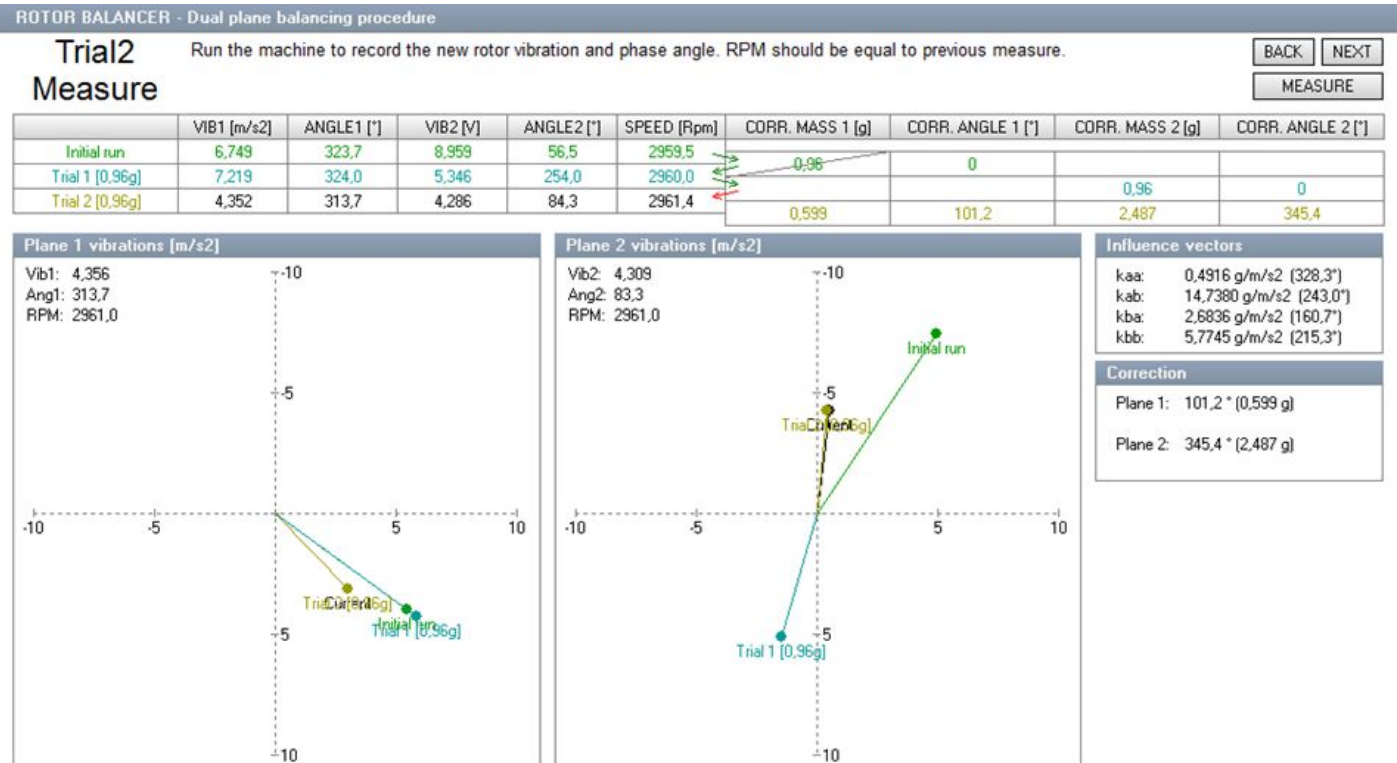 ROTOR BALANCER - Dual plane balancing procedure
Trial2 Measure
Run the machine to record the new rotor vibration and phase angle. RPM should be equal to previous measure.
BACK NEXT
MEASURE
VIB1 [m/s2] ANGLE1 [°] VIB2 [V] ANGLE2 [°] SPEED [Rpm] CORR. MASS 1 [g] CORR. ANGLE 1 [°] CORR. MASS 2 [g] CORR. ANGLE 2 [°]
Initial run 6,749 323,7 8,959 56,5 2959,5
0,96 0
Trial 1 [0,96g] 7,219 324,0 5,346 254,0 2960,0
0,96 0
Trial 2 [0,96g] 4,352 313,7 4,286 84,3 2961,4
0,599 101,2 2,487 345,4
Plane 1 vibrations [m/s2]
Vib1: 4,356
Ang1: 313,7
RPM: 2961,0
-10
-5
-10 -5 5 10
Current
Initial run
Trial 1 [0,96g]
-5
-10
Plane 2 vibrations [m/s2]
Vib2: 4,309
Ang2: 83,3
RPM: 2961,0
-10
Initial run
-5
Current
-10 -5 5 10
-5
Trial 1 [0,96g]
-10
Influence vectors
kaa: 0,4916 g/m/s2 (328,3°)
kab: 14,7380 g/m/s2 (243,0°)
kba: 2,6836 g/m/s2 (160,7°)
kbb: 5,7745 g/m/s2 (215,3°)
Correction
Plane 1: 101,2 ° (0,599 g)
Plane 2: 345,4 ° (2,487 g)